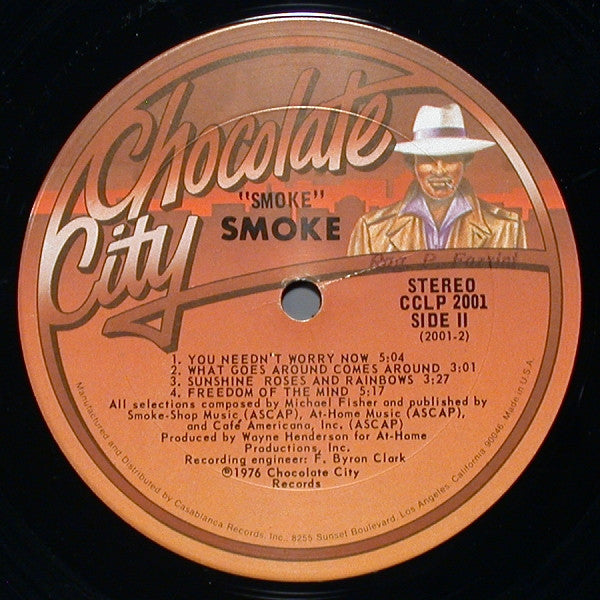 Chocolate
City
"SMOKE"
SMOKE
STEREO
CCLP 2001
SIDE II
(2001-2)
1. YOU NEEDN'T WORRY NOW 5:04
2. WHAT GOES AROUND COMES AROUND 3:01
3. SUNSHINE ROSES AND RAINBOWS 3:27
4. FREEDOM OF THE MIND 5:17
All selections composed by Michael Fisher and published by
Smoke-Shop Music (ASCAP), At-Home Music (ASCAP),
and Café Americana, Inc. (ASCAP)
Produced by Wayne Henderson for At-Home
Productions, Inc.
Recording engineer: F. Byron Clark
℗1976 Chocolate City
Records
Manufactured and Distributed by Casablanca Records, Inc., 8255 Sunset Boulevard, Los Angeles, California 90046 Made in U.S.A.